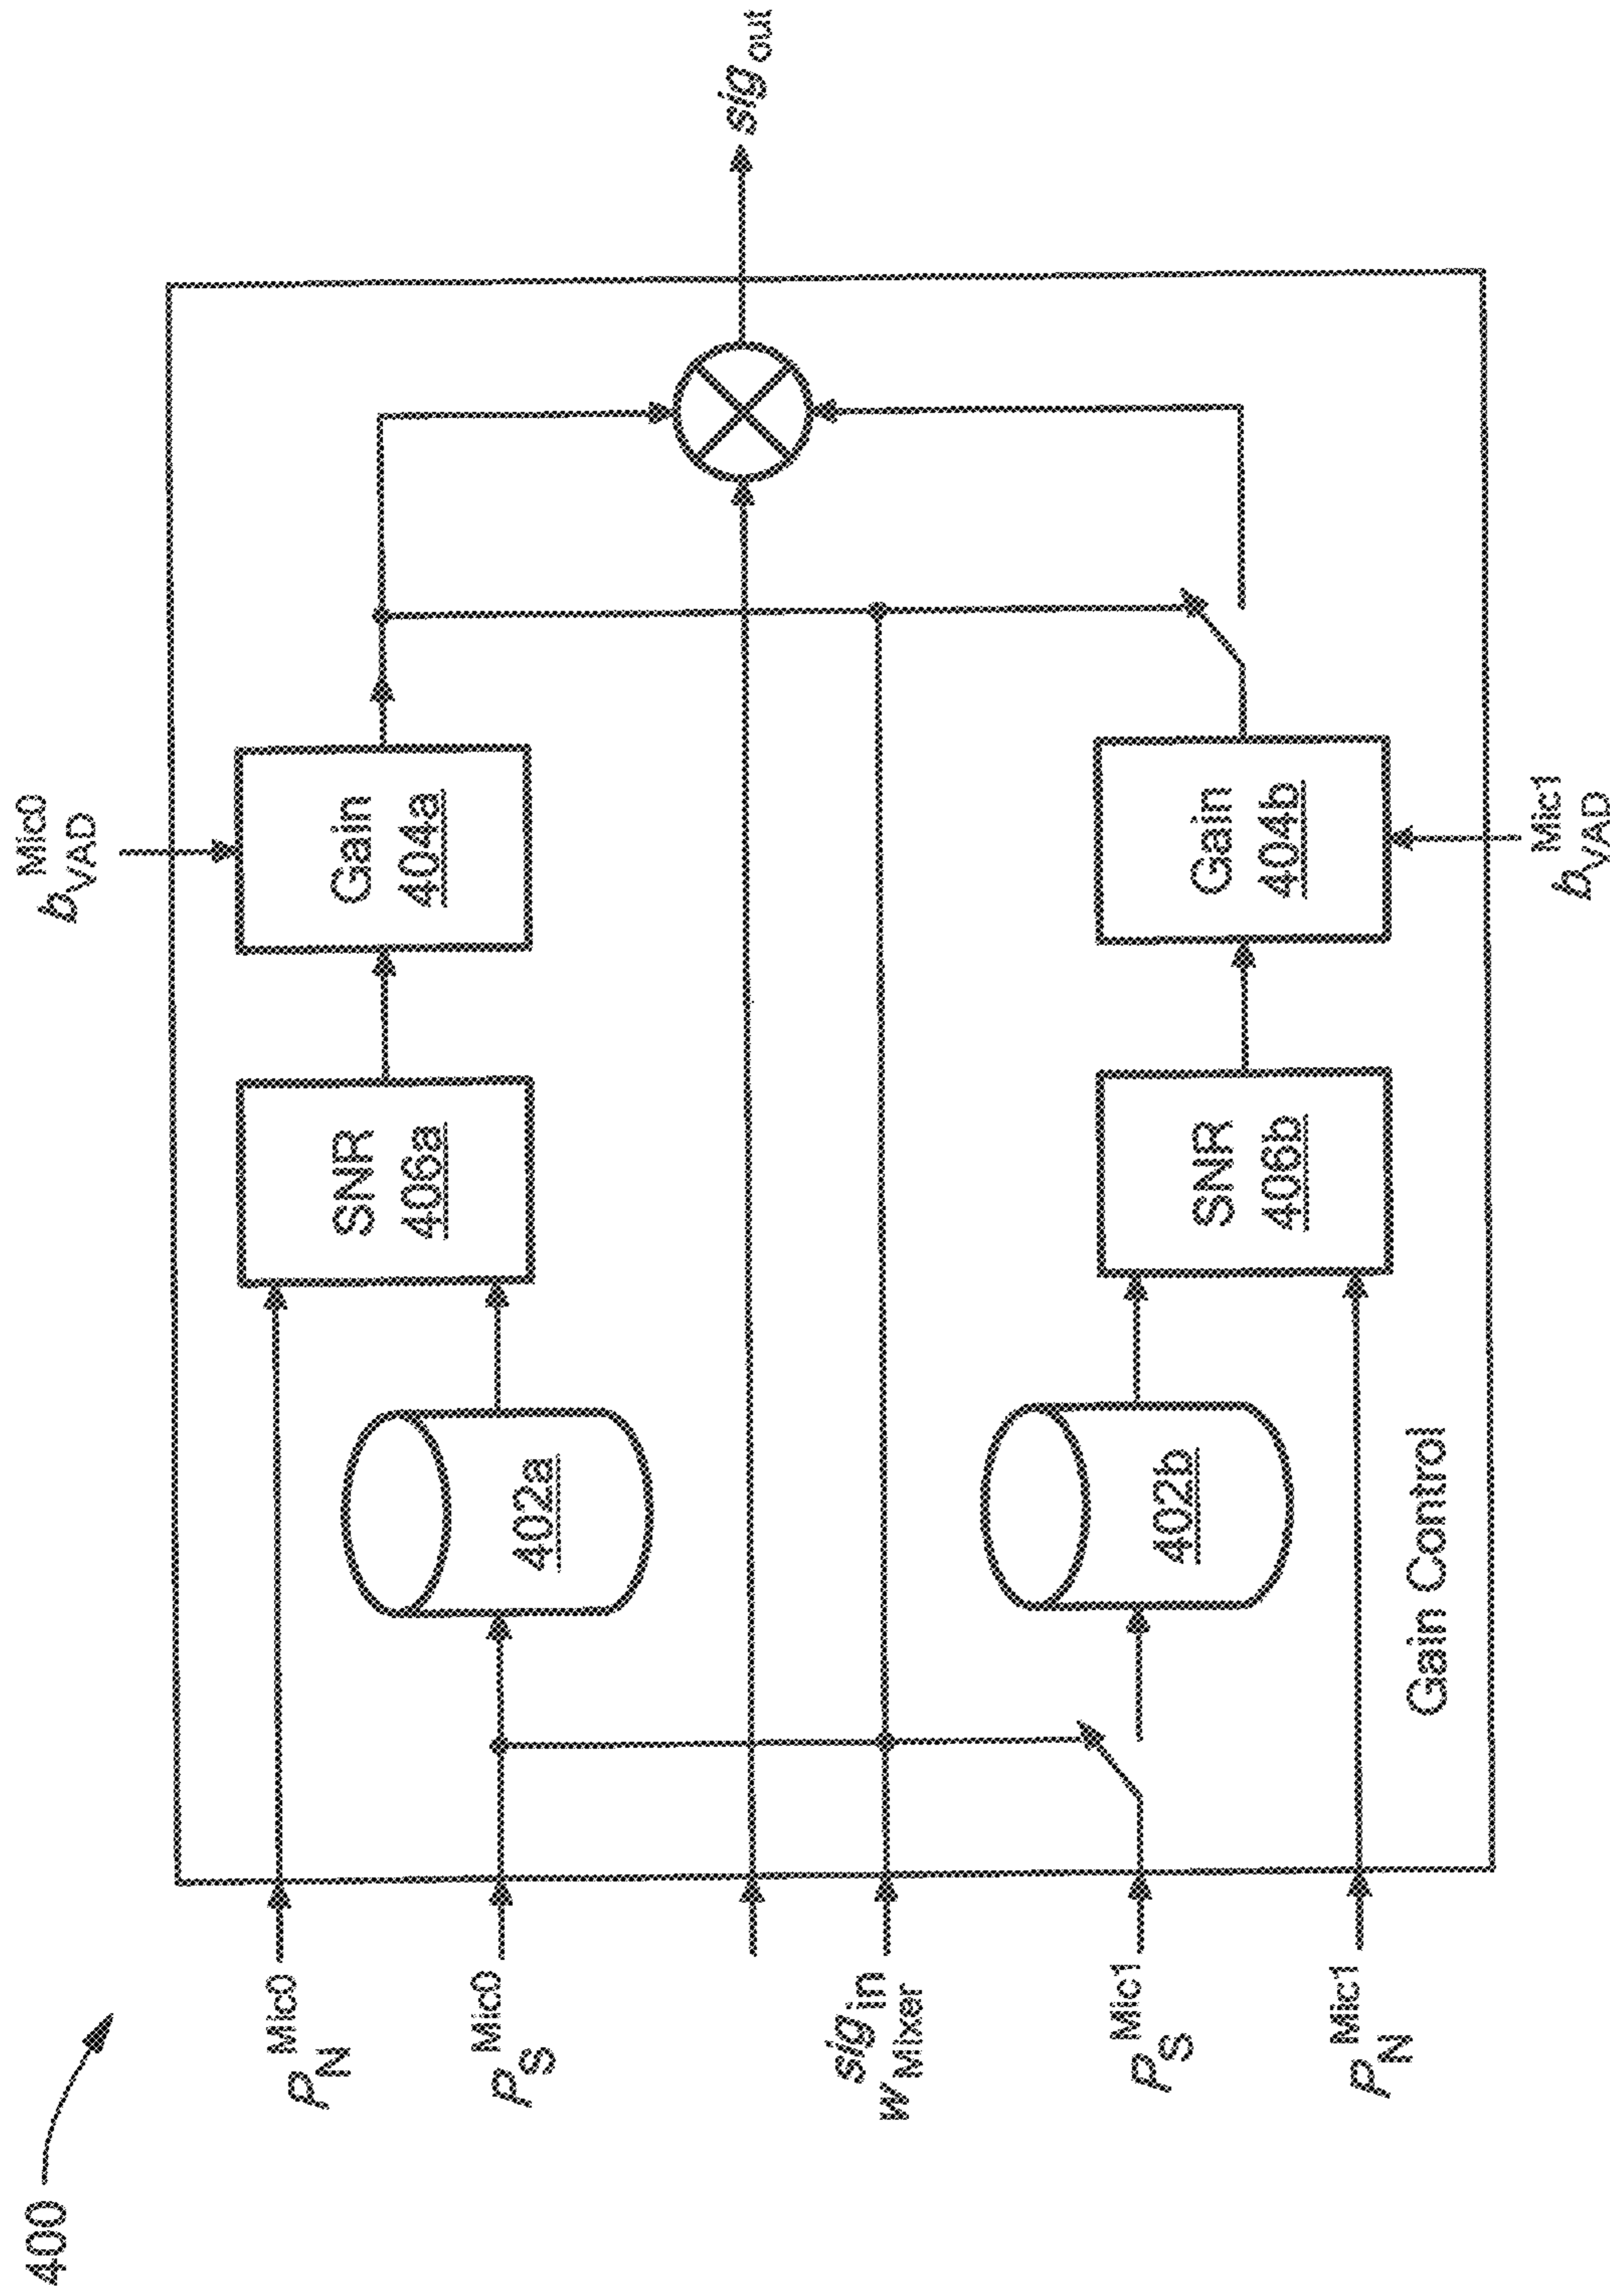 400
b_VAD^Mic0
P_N^Mic0
SNR
406a
Gain
404a
P_S^Mic0
402a
sig_out
sig_in
w_Mixer
P_S^Mic1
402b
SNR
406b
Gain
404b
P_N^Mic1
Gain Control
b_VAD^Mic1